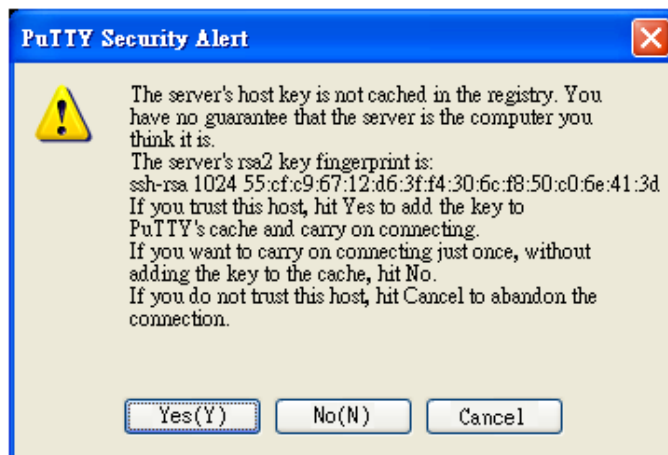 PuTTY Security Alert
The server's host key is not cached in the registry. You
have no guarantee that the server is the computer you
think it is.
The server's rsa2 key fingerprint is:
ssh-rsa 1024 55:cf:c9:67:12:d6:3f:f4:30:6c:f8:50:c0:6e:41:3d
If you trust this host, hit Yes to add the key to
PuTTY's cache and carry on connecting.
If you want to carry on connecting just once, without
adding the key to the cache, hit No.
If you do not trust this host, hit Cancel to abandon the
connection.
Yes(Y) No(N) Cancel